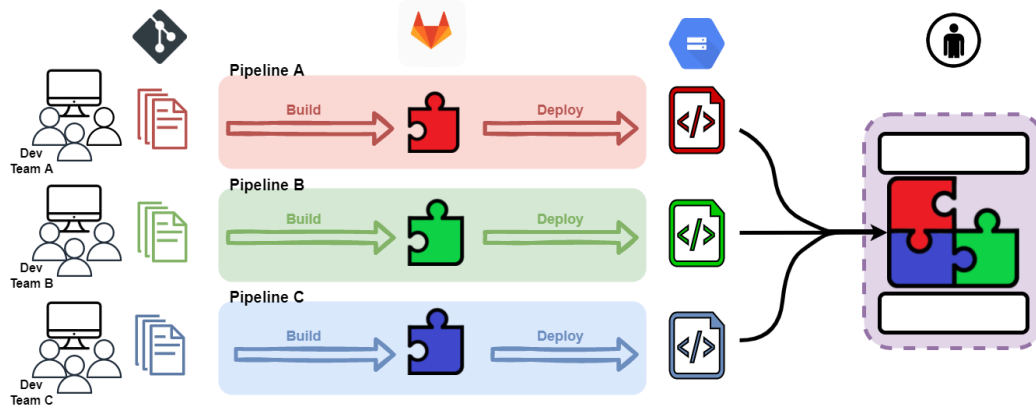 Pipeline A
Build
Deploy
</>
Dev
Team A
Pipeline B
Build
Deploy
</>
Dev
Team B
Pipeline C
Build
Deploy
</>
Dev
Team C